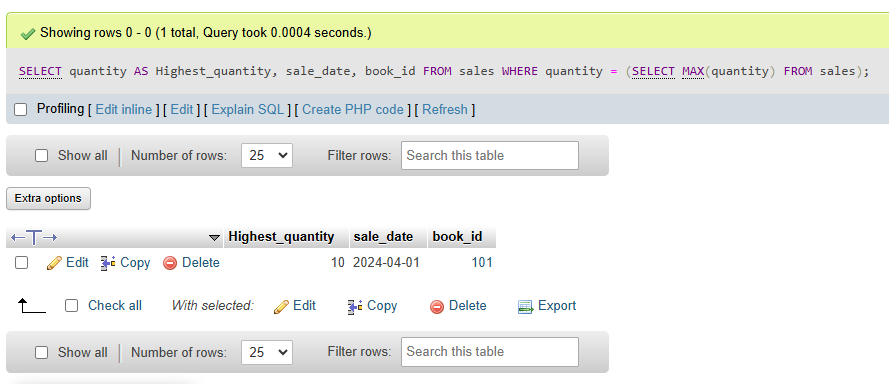 Showing rows 0 - 0 (1 total, Query took 0.0004 seconds.)
SELECT quantity AS Highest_quantity, sale_date, book_id FROM sales WHERE quantity = (SELECT MAX(quantity) FROM sales);
Profiling [ Edit inline ] [ Edit ] [ Explain SQL ] [ Create PHP code ] [ Refresh ]
Show all Number of rows: 25 Filter rows: Search this table
Extra options
Highest_quantity sale_date book_id
Edit Copy Delete 10 2024-04-01 101
Check all With selected: Edit Copy Delete Export
Show all Number of rows: 25 Filter rows: Search this table